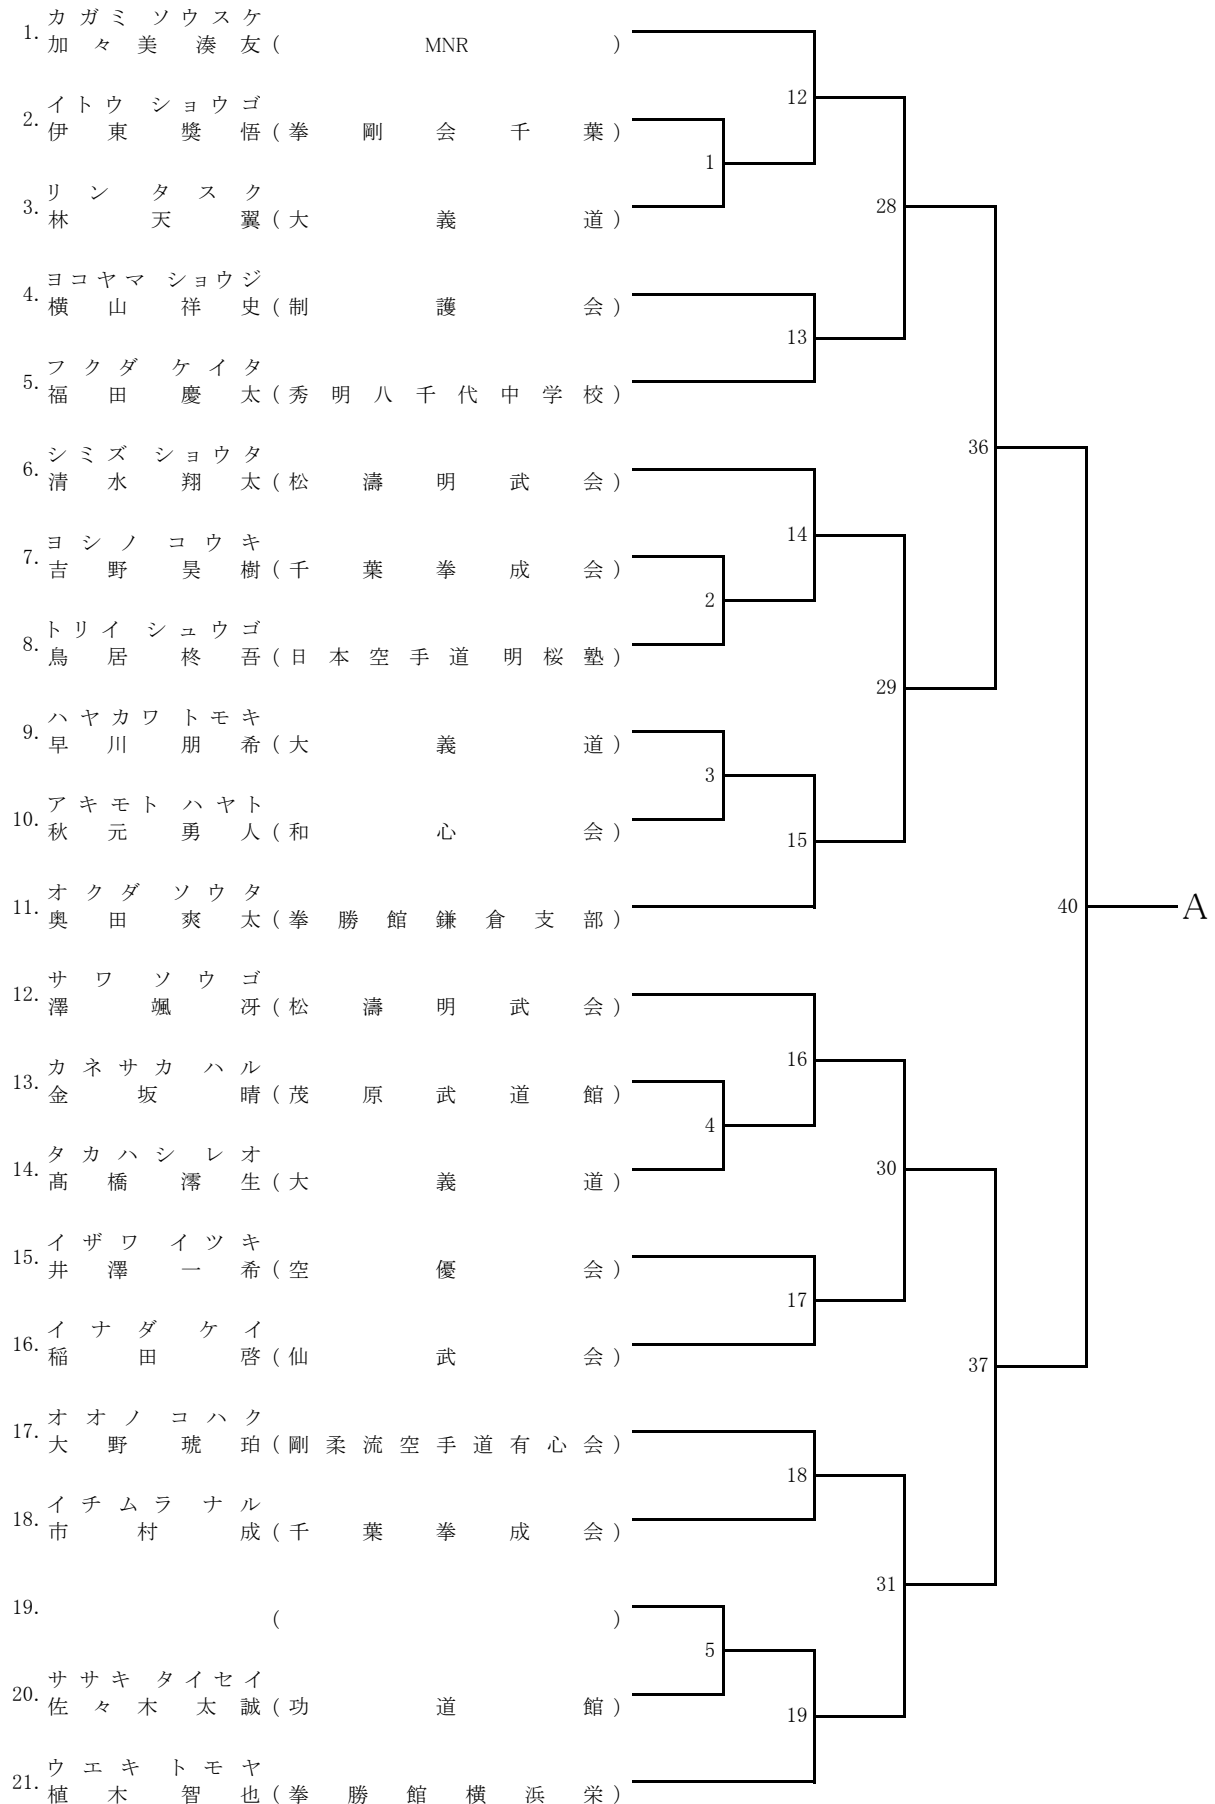 カガミ ソウスケ
1. 加々美 湊友 ( MNR )
12
イトウ ショウゴ
2. 伊東 奬悟 ( 拳剛会千葉 )
1
リン タスク
3. 林 天翼 ( 大義道 )
28
ヨコヤマ ショウジ
4. 横山 祥史 ( 制護会 )
13
フクダ ケイタ
5. 福田 慶太 ( 秀明八千代中学校 )
36
シミズ ショウタ
6. 清水 翔太 ( 松濤明武会 )
14
ヨシノ コウキ
7. 吉野 昊樹 ( 千葉拳成会 )
2
トリイ シュウゴ
8. 鳥居 柊吾 ( 日本空手道 明桜塾 )
29
ハヤカワ トモキ
9. 早川 朋希 ( 大義道 )
3
アキモト ハヤト
10. 秋元 勇人 ( 和心会 )
15
オクダ ソウタ
11. 奥田 爽太 ( 拳勝館鎌倉支部 )
40 A
サワ ソウゴ
12. 澤 颯冴 ( 松濤明武会 )
16
カネサカ ハル
13. 金坂 晴 ( 茂原武道館 )
4
タカハシ レオ
14. 髙橋 澪生 ( 大義道 )
30
イザワ イツキ
15. 井澤 一希 ( 空優会 )
17
イナダ ケイ
16. 稲田 啓 ( 仙武会 )
37
オオノ コハク
17. 大野 琥珀 ( 剛柔流空手道有心会 )
18
イチムラ ナル
18. 市村 成 ( 千葉拳成会 )
31
19. ( )
5
ササキ タイセイ
20. 佐々木 太誠 ( 功道館 )
19
ウエキ トモヤ
21. 植木 智也 ( 拳勝館横浜栄 )